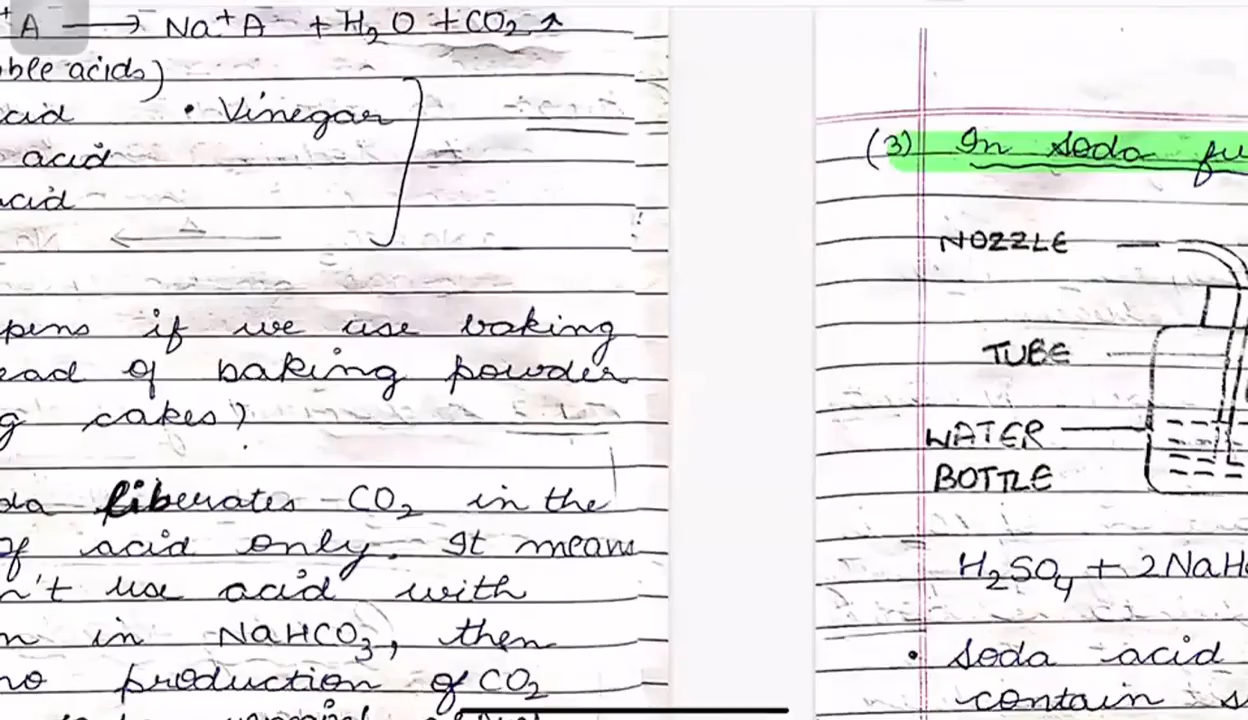 ⁺A⁻ ⟶ Na⁺A⁻ + H₂O + CO₂ ↑
ble acids)
cid • Vinegar
acid
acid
pens if we use baking
ead of baking powder
g cakes?
da liberates CO₂ in the
of acid only. It means
n't use acid with
n in NaHCO₃, then
no production of CO₂
(3) In soda fi
NOZZLE
TUBE
WATER
BOTTLE
H₂SO₄ + 2NaH
• Soda acid
contain s